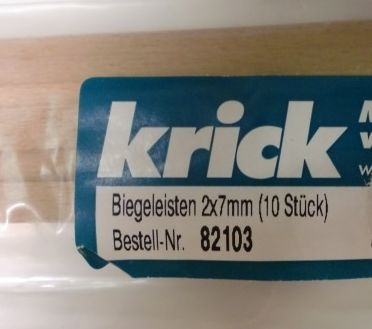 krick
Biegeleisten 2x7mm (10 Stück)
Bestell-Nr. 82103